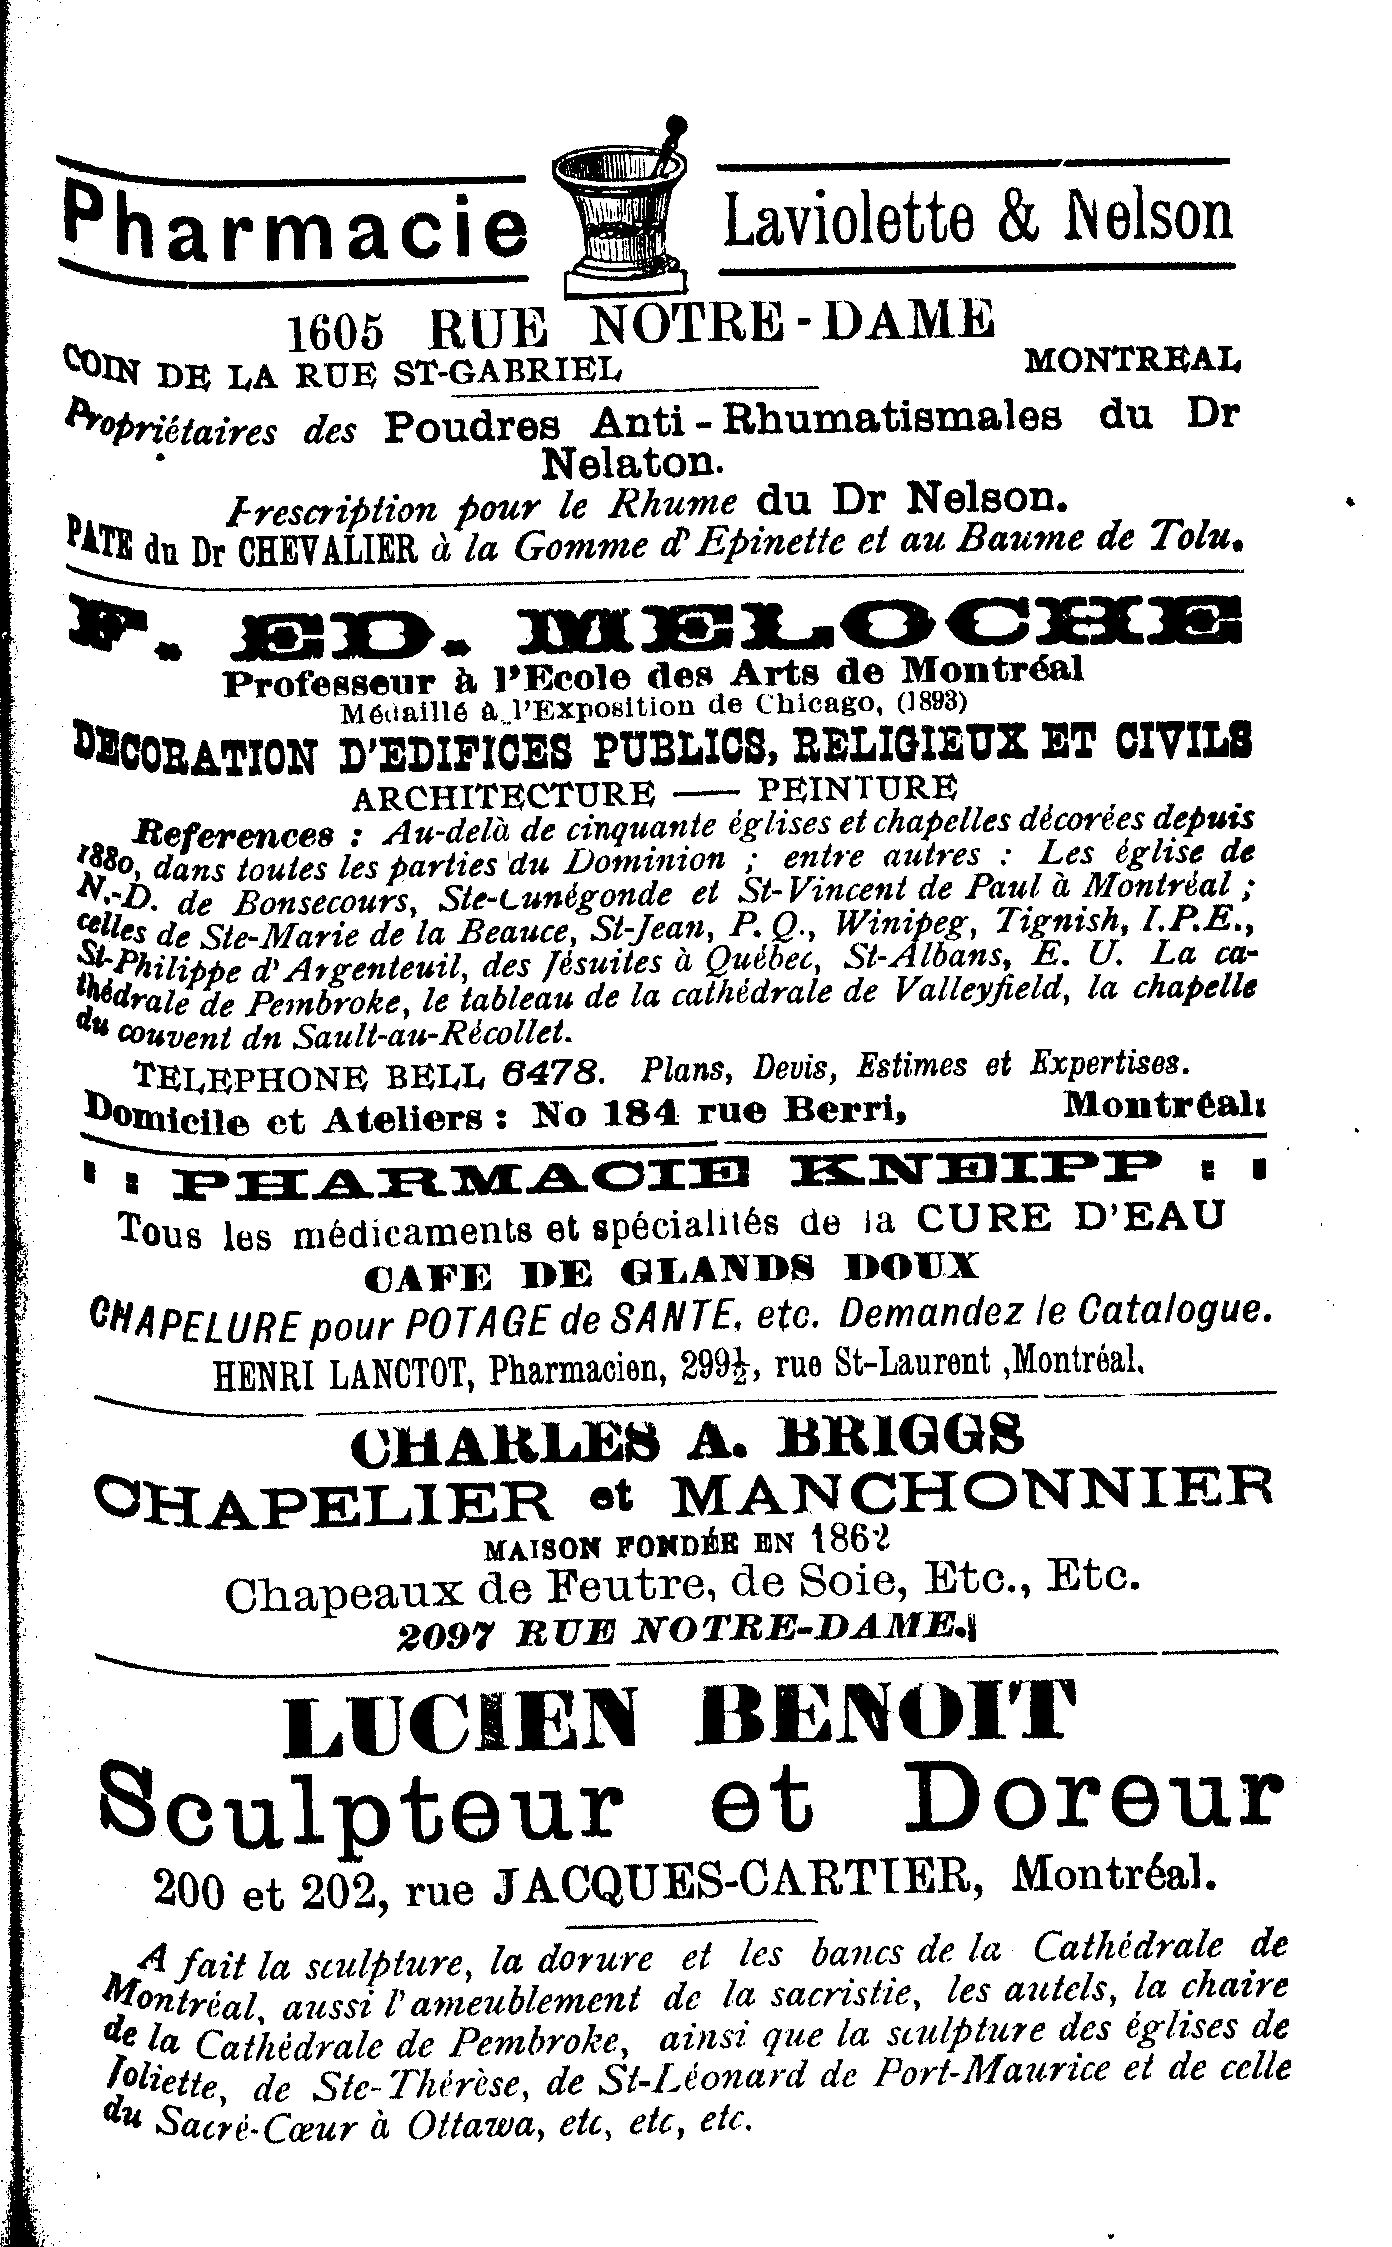 Pharmacie Laviolette & Nelson
1605 RUE NOTRE-DAME
COIN DE LA RUE ST-GABRIEL MONTREAL
Propriétaires des Poudres Anti-Rhumatismales du Dr
Nelaton.
Prescription pour le Rhume du Dr Nelson.
PATE du Dr CHEVALIER à la Gomme d'Epinette et au Baume de Tolu.
F. ED. MELOCHE
Professeur à l'Ecole des Arts de Montréal
Médaillé à l'Exposition de Chicago, (1893)
DECORATION D'EDIFICES PUBLICS, RELIGIEUX ET CIVILS
ARCHITECTURE — PEINTURE
References : Au-delà de cinquante églises et chapelles décorées depuis
1880, dans toutes les parties du Dominion ; entre autres : Les église de
N.-D. de Bonsecours, Ste-Cunégonde et St-Vincent de Paul à Montréal ;
celles de Ste-Marie de la Beauce, St-Jean, P. Q., Winipeg, Tignish, I.P.E.,
St-Philippe d'Argenteuil, des Jésuites à Québec, St-Albans, E. U. La ca-
thédrale de Pembroke, le tableau de la cathédrale de Valleyfield, la chapelle
du couvent dn Sault-au-Récollet.
TELEPHONE BELL 6478. Plans, Devis, Estimes et Expertises.
Domicile et Ateliers : No 184 rue Berri, Montréal:
: : PHARMACIE KNEIPP : :
Tous les médicaments et spécialités de la CURE D'EAU
CAFE DE GLANDS DOUX
CHAPELURE pour POTAGE de SANTE, etc. Demandez le Catalogue.
HENRI LANCTOT, Pharmacien, 299½, rue St-Laurent ,Montréal.
CHARLES A. BRIGGS
CHAPELIER et MANCHONNIER
MAISON FONDÉE EN 1862
Chapeaux de Feutre, de Soie, Etc., Etc.
2097 RUE NOTRE-DAME.
LUCIEN BENOIT
Sculpteur et Doreur
200 et 202, rue JACQUES-CARTIER, Montréal.
A fait la sculpture, la dorure et les bancs de la Cathédrale de
Montréal, aussi l'ameublement de la sacristie, les autels, la chaire
de la Cathédrale de Pembroke, ainsi que la sculpture des églises de
Joliette, de Ste-Thérèse, de St-Léonard de Port-Maurice et de celle
du Sacré-Cœur à Ottawa, etc, etc, etc.